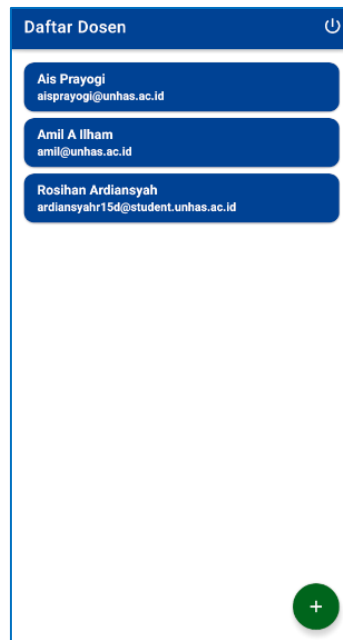 Daftar Dosen
Ais Prayogi
aisprayogi@unhas.ac.id
Amil A Ilham
amil@unhas.ac.id
Rosihan Ardiansyah
ardiansyahr15d@student.unhas.ac.id
+